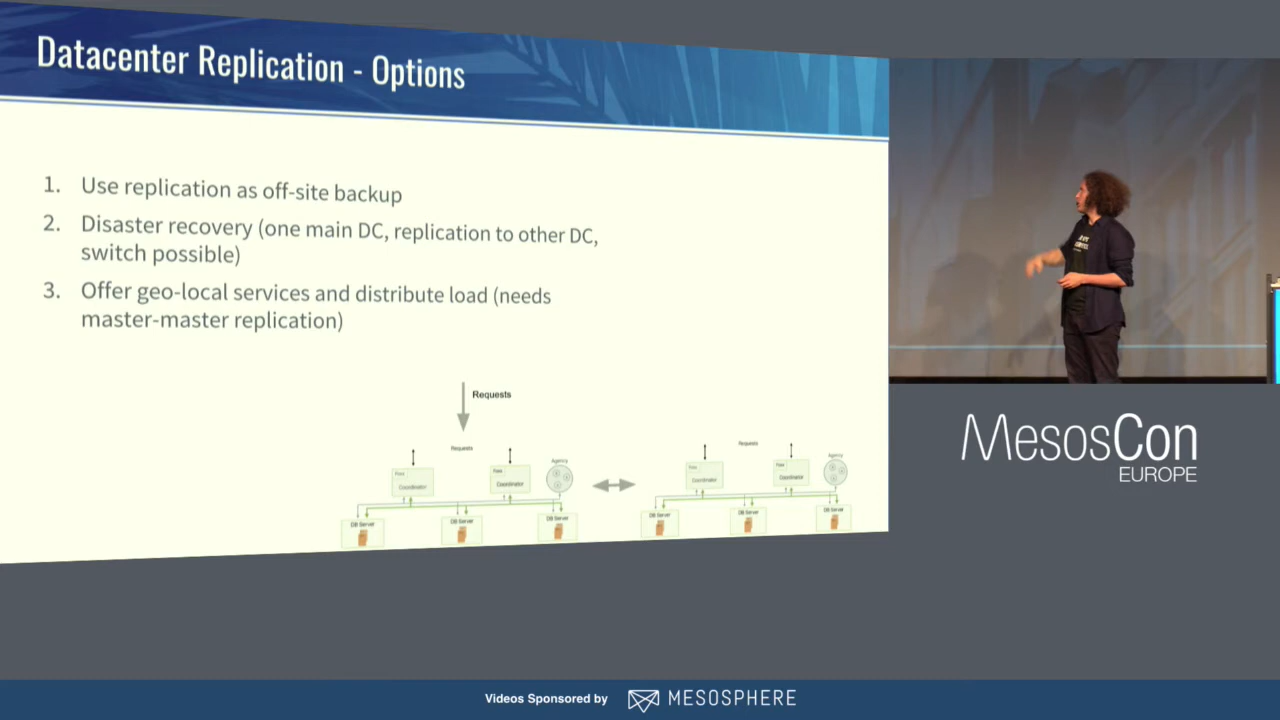 Datacenter Replication - Options
1. Use replication as off-site backup
2. Disaster recovery (one main DC, replication to other DC,
switch possible)
3. Offer geo-local services and distribute load (needs
master-master replication)
Requests
Requests
Coordinator
Coordinator
Agency
DB Server
DB Server
DB Server
Requests
Coordinator
Coordinator
Agency
DB Server
DB Server
DB Server
MesosCon
EUROPE
Videos Sponsored by
MESOSPHERE